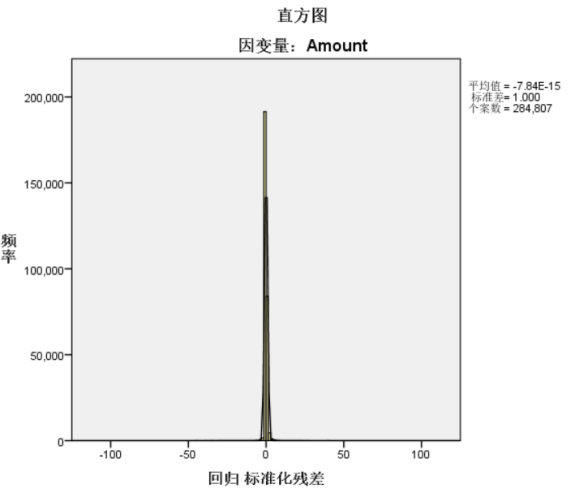 直方图
因变量：Amount
平均值 = -7.84E-15
标准差= 1.000
个案数 = 284,807
200,000
150,000
100,000
50,000
0
频率
-100 -50 0 50 100
回归 标准化残差